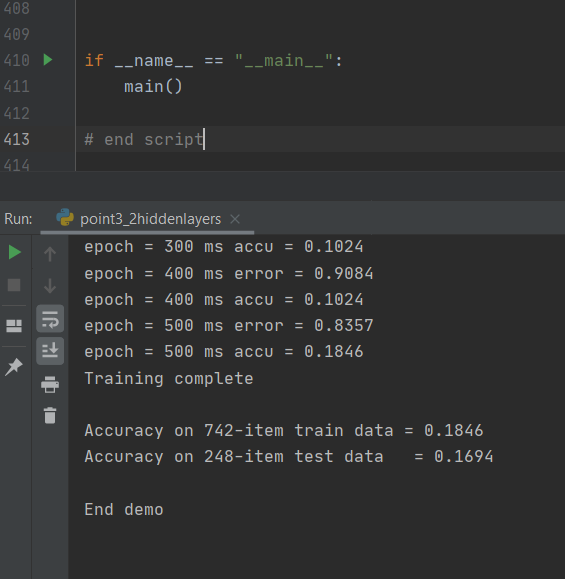 408
409
410 if __name__ == "__main__":
411 main()
412
413 # end script
414
Run: point3_2hiddenlayers
epoch = 300 ms accu = 0.1024
epoch = 400 ms error = 0.9084
epoch = 400 ms accu = 0.1024
epoch = 500 ms error = 0.8357
epoch = 500 ms accu = 0.1846
Training complete
Accuracy on 742-item train data = 0.1846
Accuracy on 248-item test data   = 0.1694
End demo